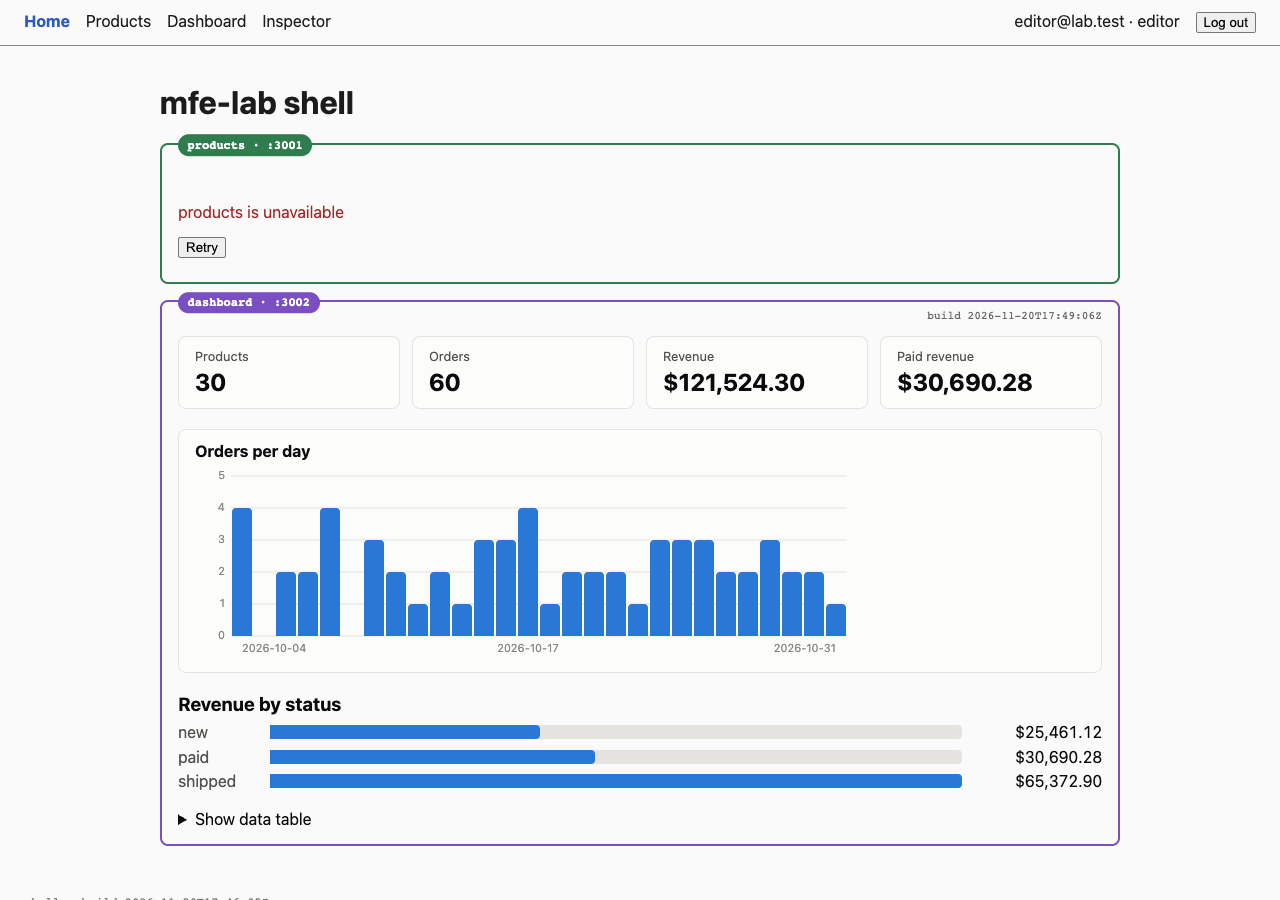 Home Products Dashboard Inspector editor@lab.test · editor Log out
mfe-lab shell
products · :3001
products is unavailable
Retry
dashboard · :3002
build 2026-11-20T17:49:06Z
Products Orders Revenue Paid revenue
30 60 $121,524.30 $30,690.28
Orders per day
5
4
3
2
1
0
2026-10-04 2026-10-17 2026-10-31
Revenue by status
new $25,461.12
paid $30,690.28
shipped $65,372.90
Show data table